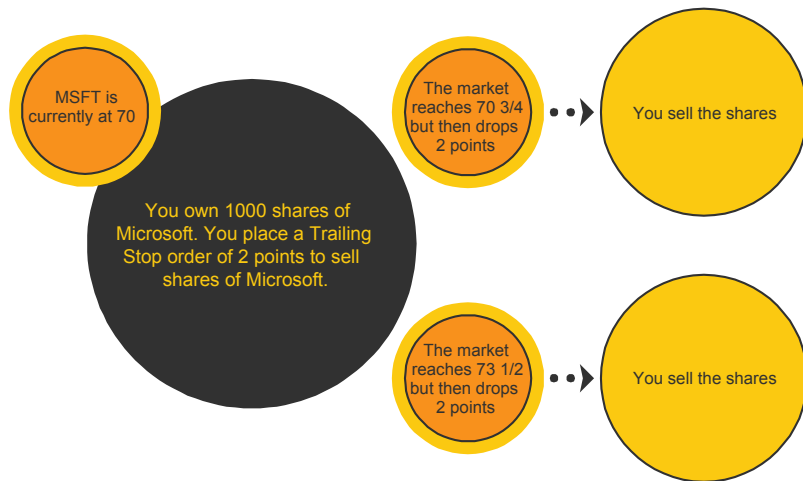 MSFT is
currently at 70
You own 1000 shares of
Microsoft. You place a Trailing
Stop order of 2 points to sell
shares of Microsoft.
The market
reaches 70 3/4
but then drops
2 points
You sell the shares
The market
reaches 73 1/2
but then drops
2 points
You sell the shares